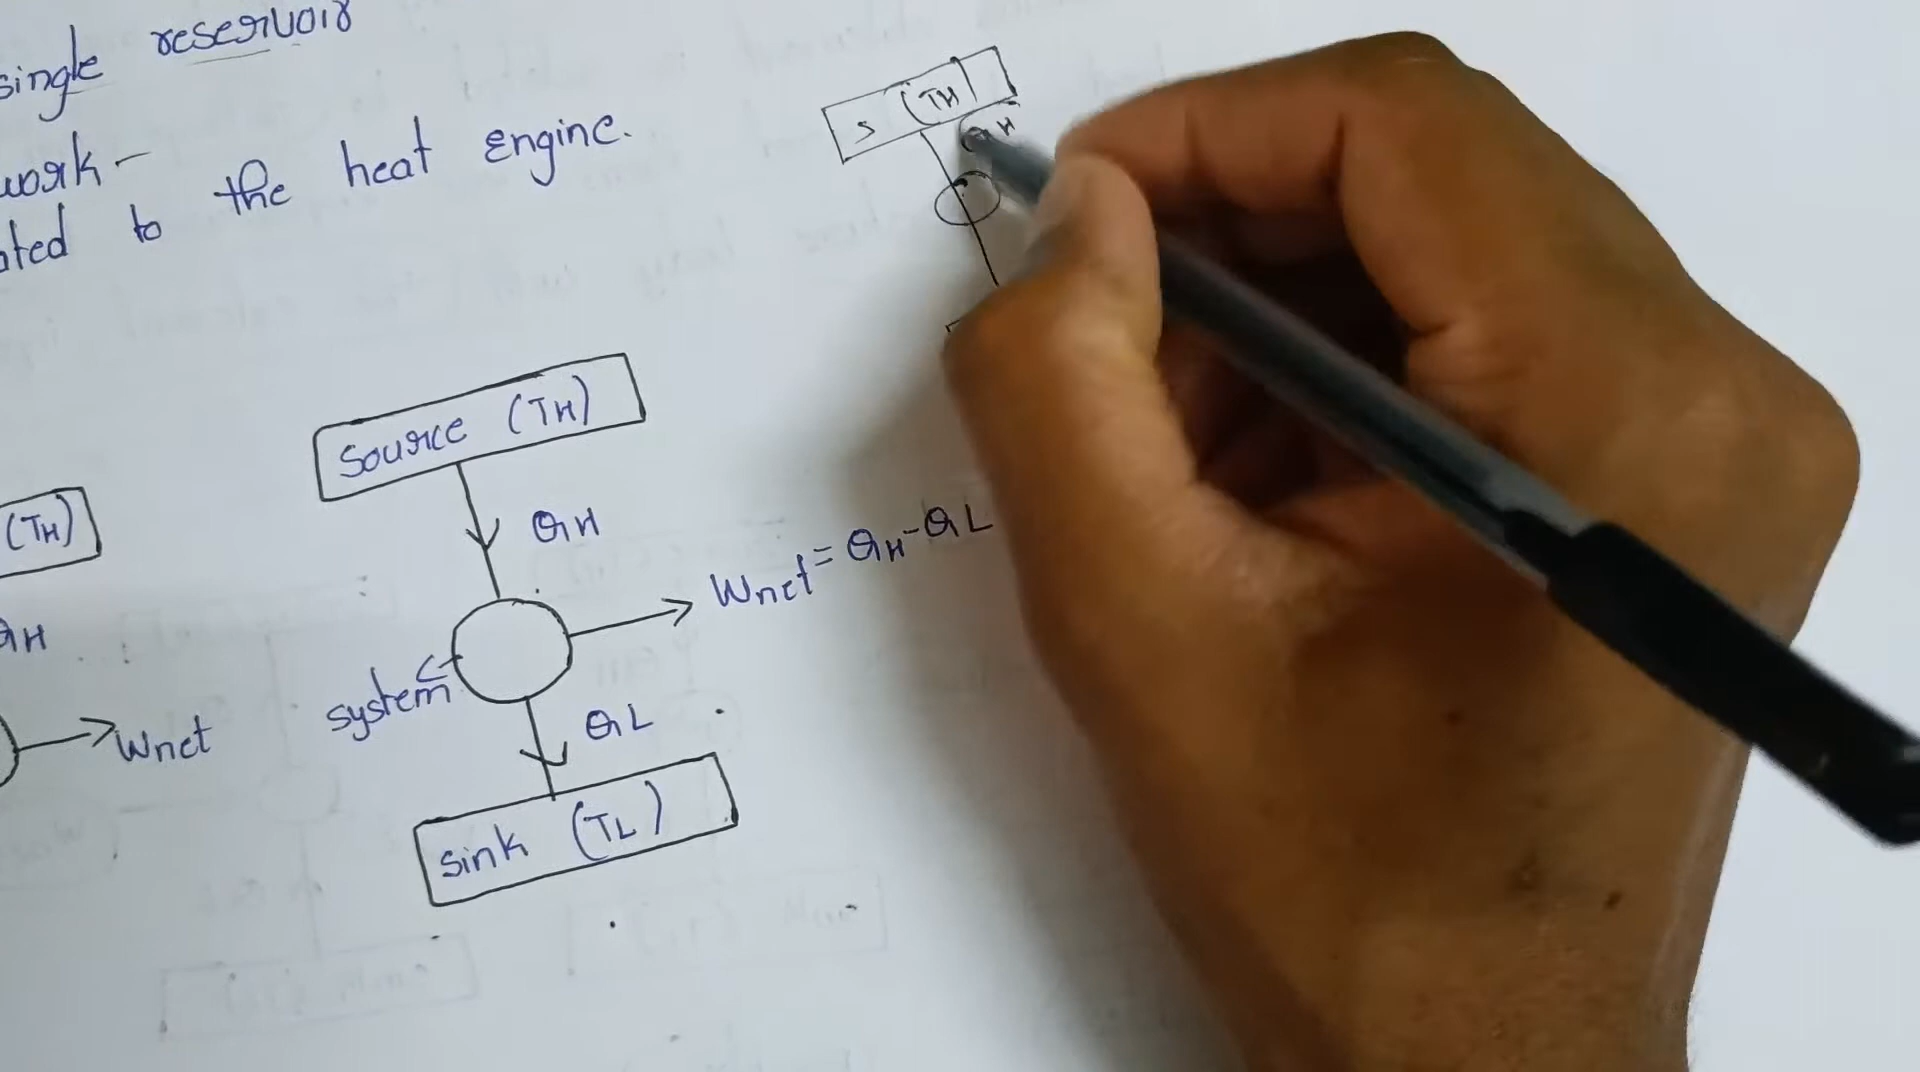 single reservoir
work-
to the heat engine.
S (TH)
QH
Source (TH)
(TH)
QH
Wnet = QH-QL
QH
system
Wnet
QL
Sink (TL)